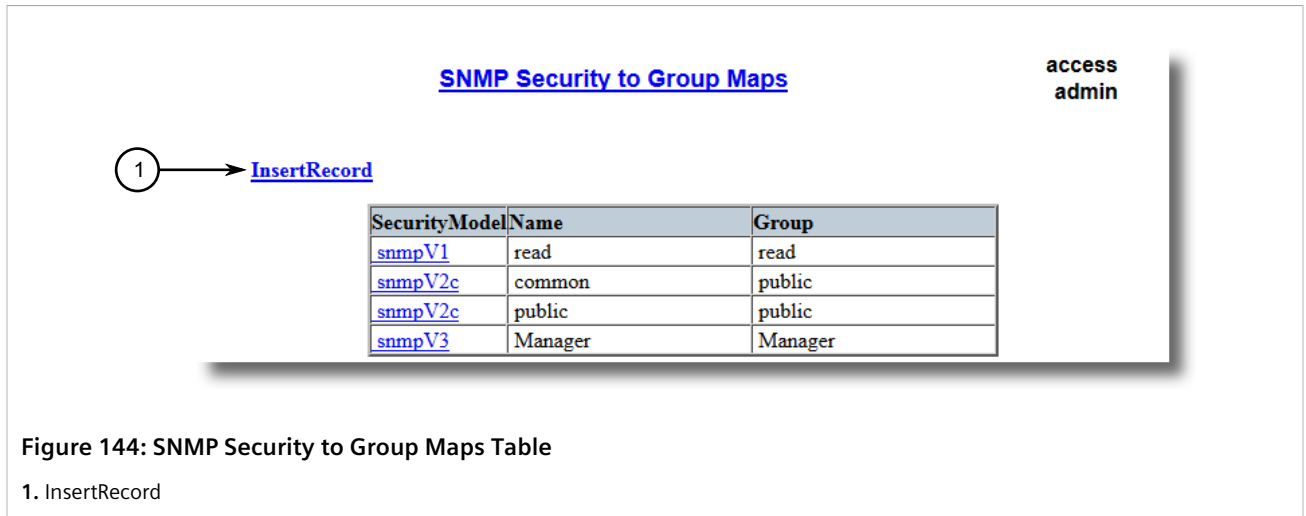 SNMP Security to Group Maps
access
admin
1
InsertRecord
SecurityModel Name Group
snmpV1 read read
snmpV2c common public
snmpV2c public public
snmpV3 Manager Manager
Figure 144: SNMP Security to Group Maps Table
1. InsertRecord